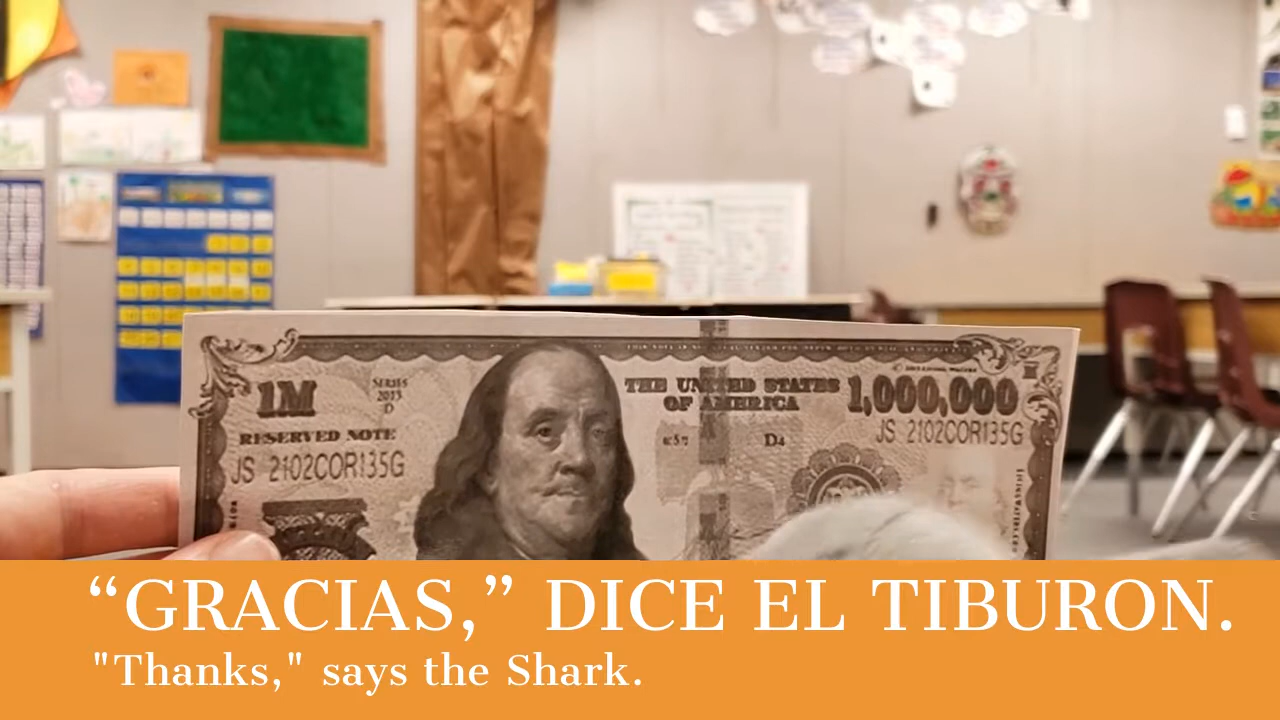 1M
SERIES
2013
D
THE UNITED STATES
OF AMERICA
1,000,000
RESERVED NOTE
D4
JS 2102COR135G
JS 2102COR135G
“GRACIAS,” DICE EL TIBURON.
"Thanks," says the Shark.